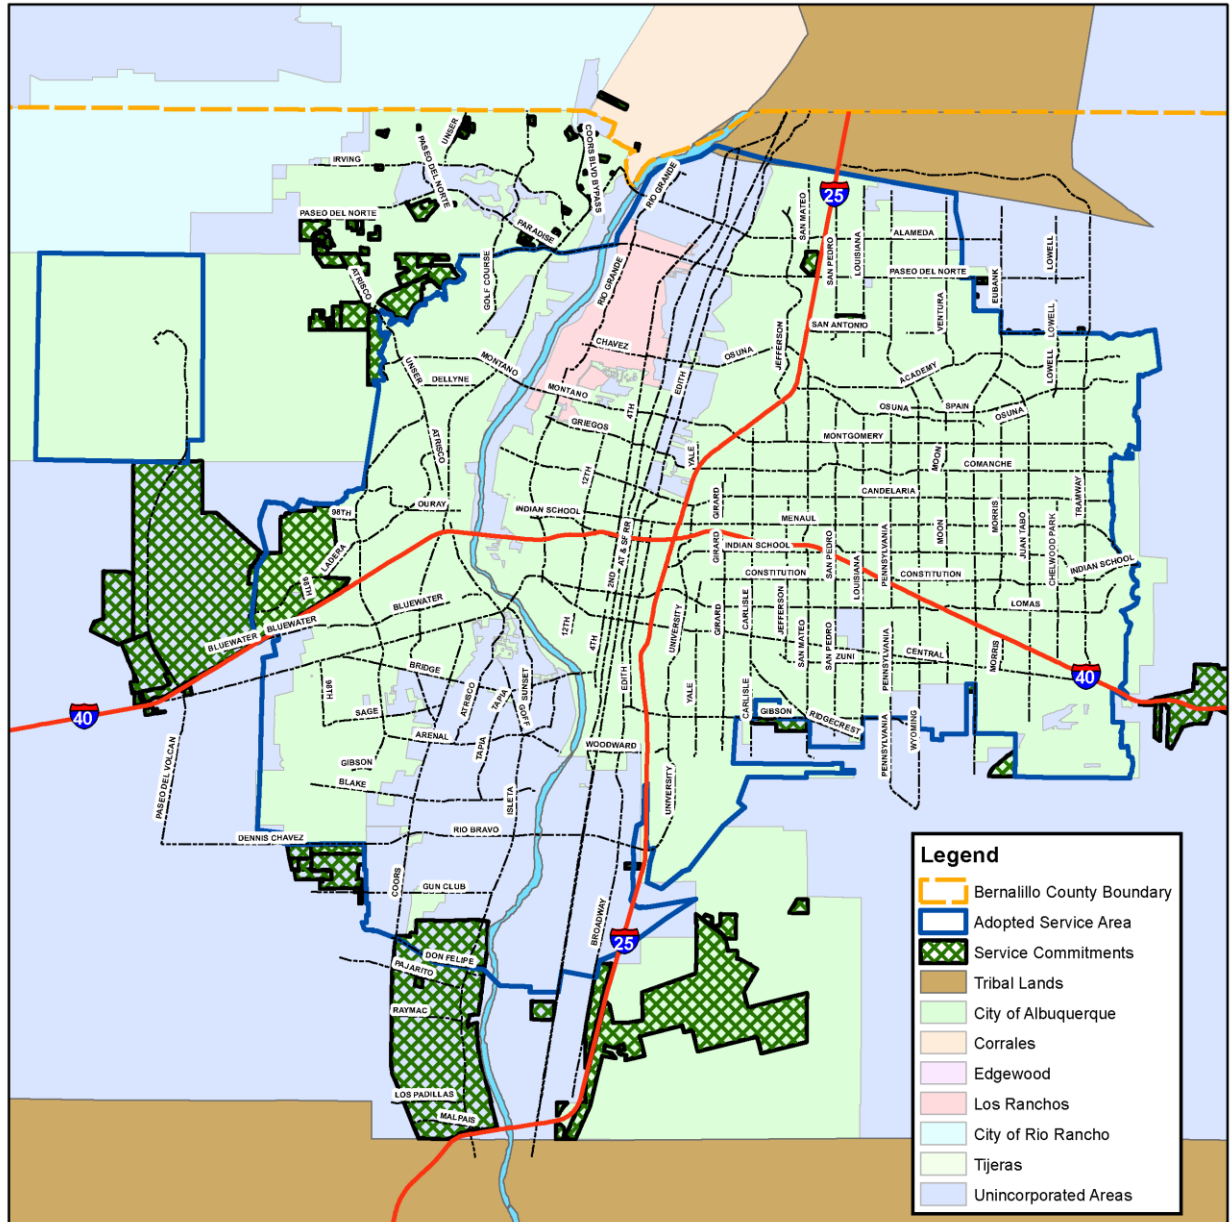 UNSER
COORS BLVD BYPASS
IRVING
PASEO DEL NORTE
RIO GRANDE
25
SAN MATEO
PASEO DEL NORTE
PARADISE
SAN PEDRO
LOUISIANA
ALAMEDA
LOWELL
ATRISCO
GOLF COURSE
RIO GRANDE
PASEO DEL NORTE
EUBANK
VENTURA
SAN ANTONIO
LOWELL
CHAVEZ
OSUNA
JEFFERSON
UNSER
MONTANO
DELLYNE
MONTANO
EDITH
ACADEMY
LOWELL
4TH
GRIEGOS
OSUNA
SPAIN
OSUNA
ATRISCO
MONTGOMERY
YALE
MOON
COMANCHE
12TH
CANDELARIA
TRAMWAY
98TH
OURAY
INDIAN SCHOOL
GIRARD
MENAUL
MORRIS
LADERA
AT & SF RR
GIRARD
INDIAN SCHOOL
SAN PEDRO
PENNSYLVANIA
MOON
JUAN TABO
CHELWOOD PARK
INDIAN SCHOOL
98TH
2ND
CONSTITUTION
LOUISIANA
CONSTITUTION
BLUEWATER
LOMAS
BLUEWATER
BLUEWATER
12TH
4TH
UNIVERSITY
GIRARD
CARLISLE
JEFFERSON
SAN MATEO
SAN PEDRO
ZUNI
PENNSYLVANIA
CENTRAL
MORRIS
BRIDGE
98TH
ATRISCO
TAPIA
SUNSET
GOFF
EDITH
YALE
CARLISLE
40
40
SAGE
GIBSON
RIDGECREST
ARENAL
TAPIA
WOODWARD
PENNSYLVANIA
WYOMING
PASEO DEL VOLCAN
GIBSON
BLAKE
ISLETA
UNIVERSITY
DENNIS CHAVEZ
RIO BRAVO
COORS
GUN CLUB
BROADWAY
25
DON FELIPE
PAJARITO
RAYMAC
LOS PADILLAS
MALPAIS
Legend
Bernalillo County Boundary
Adopted Service Area
Service Commitments
Tribal Lands
City of Albuquerque
Corrales
Edgewood
Los Ranchos
City of Rio Rancho
Tijeras
Unincorporated Areas